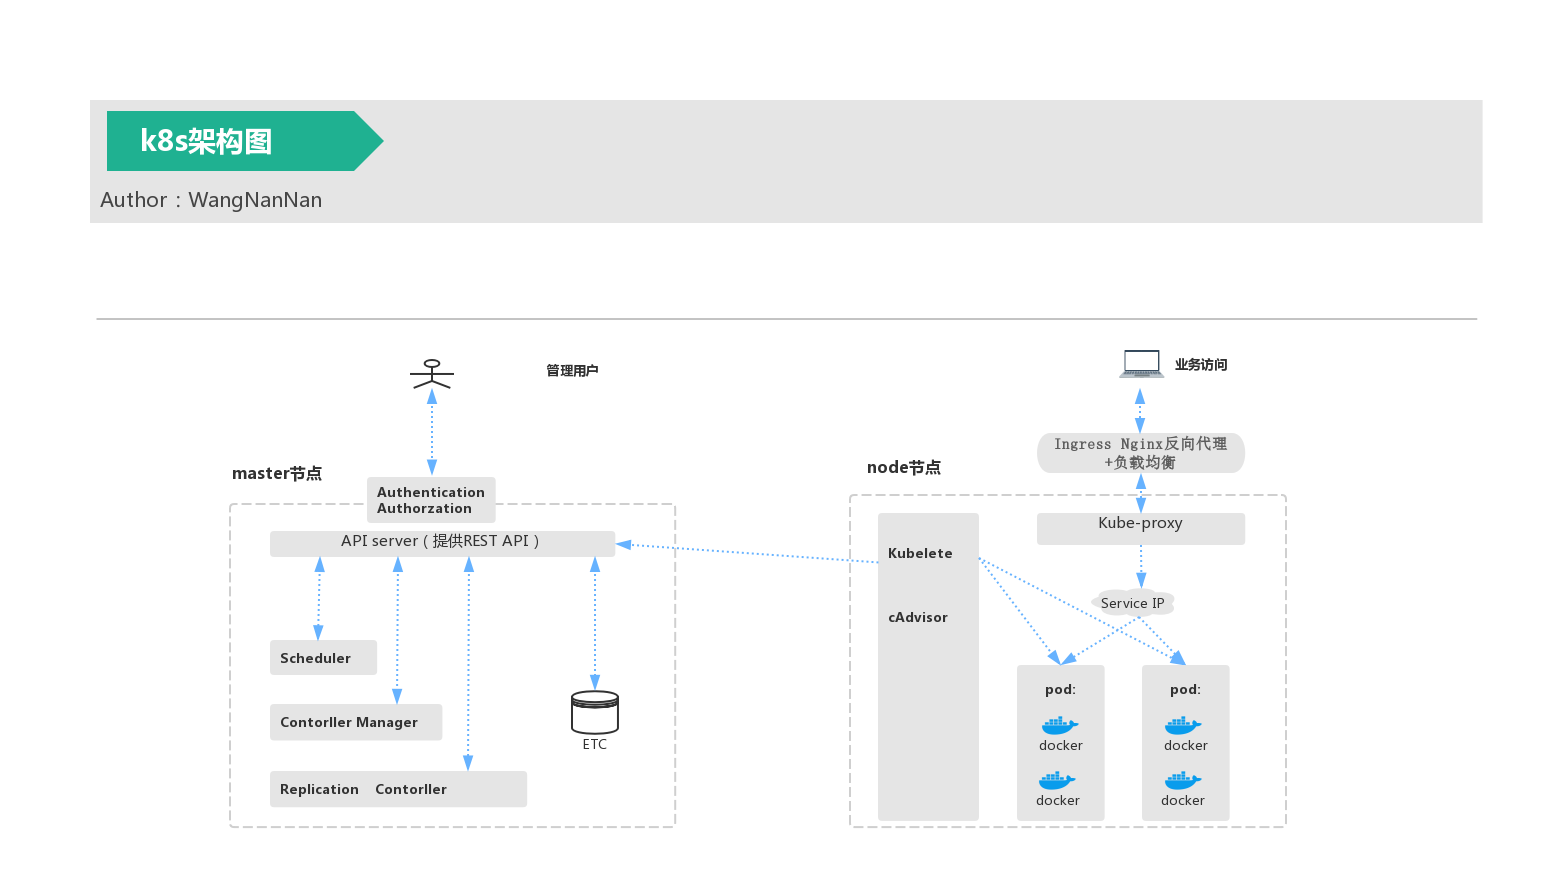 k8s架构图
Author：WangNanNan
管理用户
业务访问
Ingress Nginx反向代理
+负载均衡
master节点
node节点
Authentication
Authorzation
API server（提供REST API）
Kube-proxy
Kubelete
Service IP
cAdvisor
Scheduler
Contorller Manager
ETC
Replication Contorller
pod:
docker
docker
pod:
docker
docker